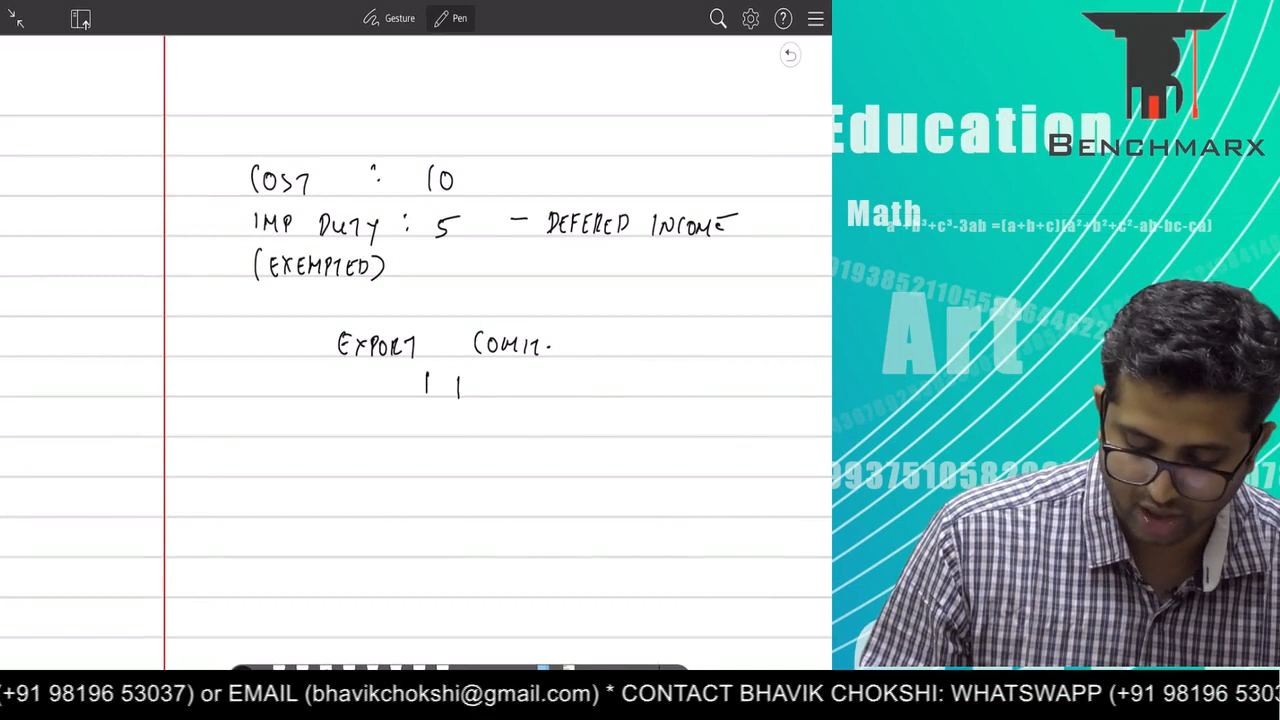 Gesture Pen
COST : 10
IMP DUTY : 5 – DEFERED INCOME
(EXEMPTED)
EXPORT COMM.
Education
BENCHMARX
Math
Art
(+91 98196 53037) or EMAIL (bhavikchokshi@gmail.com) * CONTACT BHAVIK CHOKSHI: WHATSWAPP (+91 98196 5303